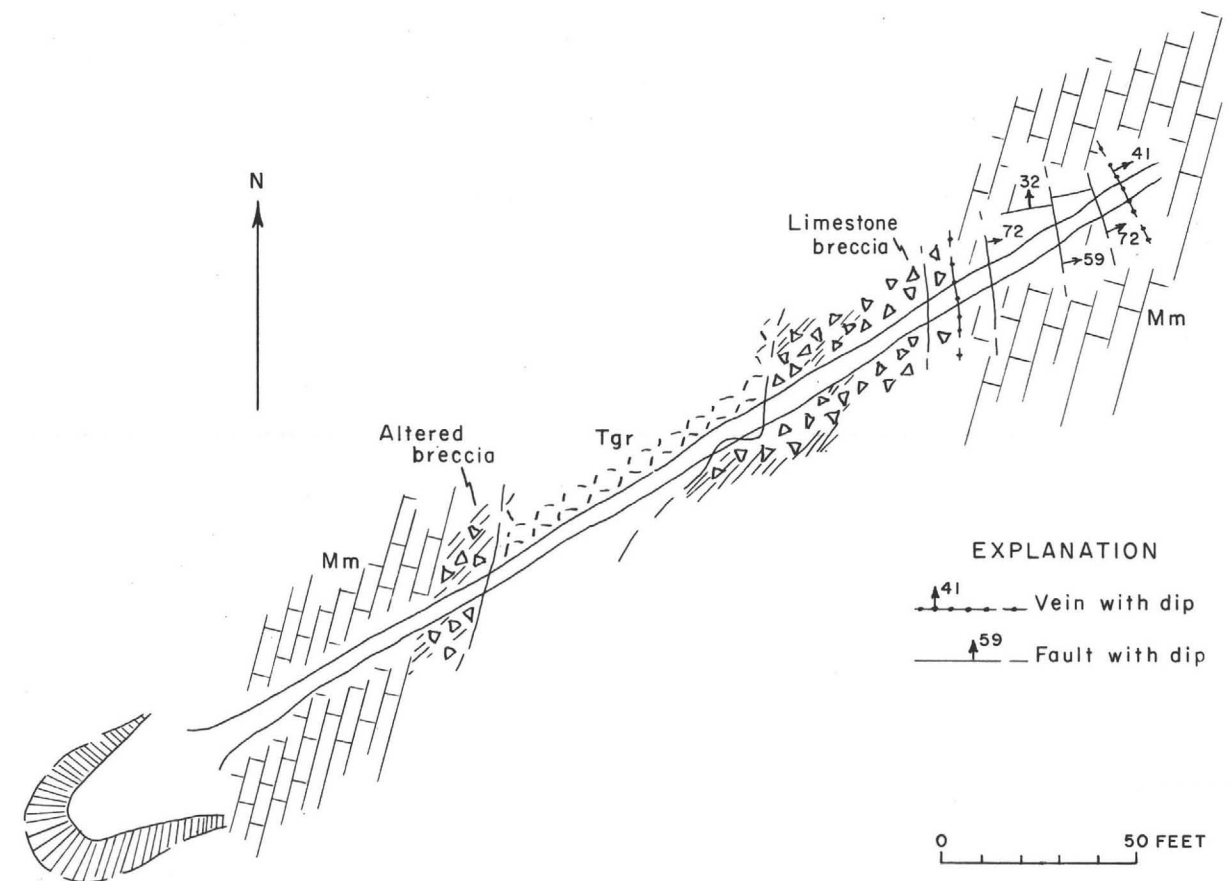 N
41
32
Limestone
breccia
72
72
59
Mm
Altered
breccia
Tgr
Mm
EXPLANATION
41
Vein with dip
59
Fault with dip
0
50 FEET